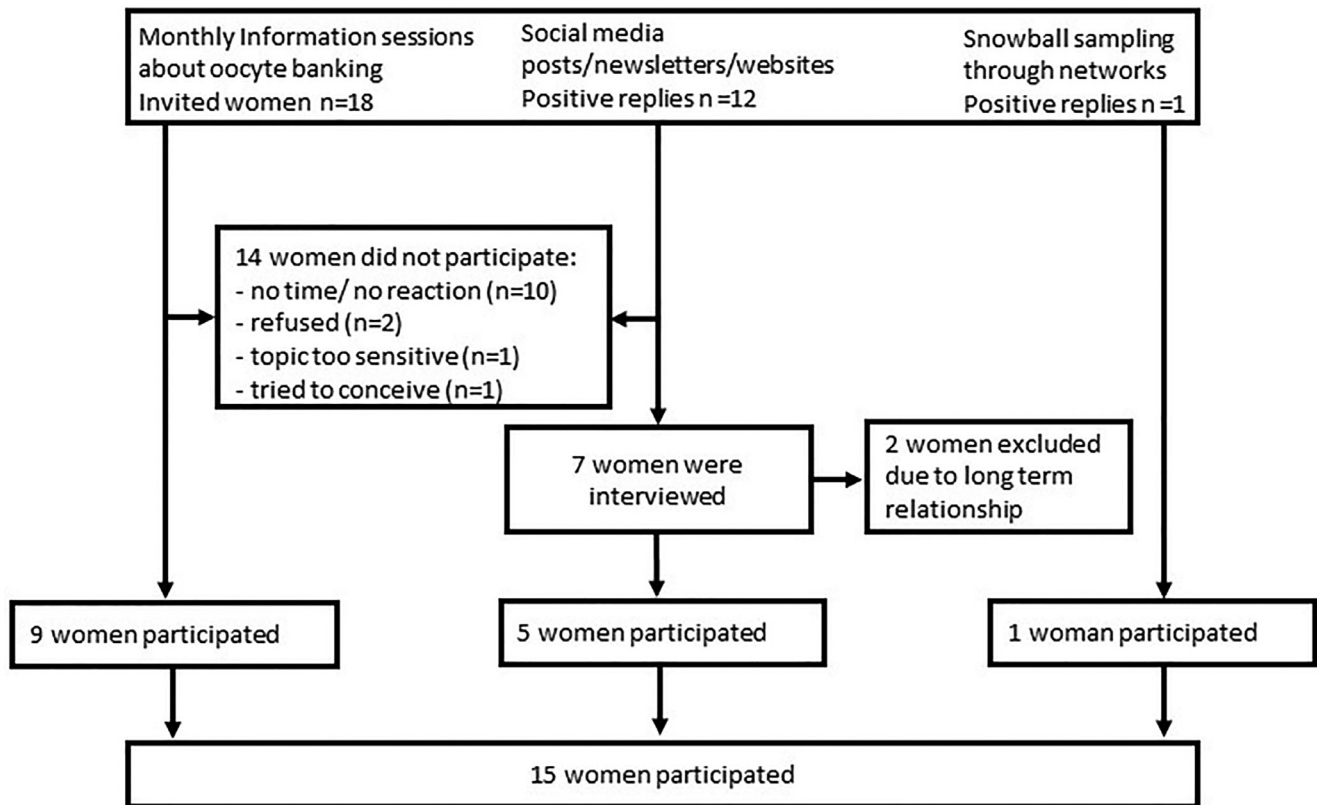 Monthly Information sessions
about oocyte banking
Invited women n=18
Social media
posts/newsletters/websites
Positive replies n =12
Snowball sampling
through networks
Positive replies n =1
14 women did not participate:
- no time/ no reaction (n=10)
- refused (n=2)
- topic too sensitive (n=1)
- tried to conceive (n=1)
7 women were
interviewed
2 women excluded
due to long term
relationship
9 women participated
5 women participated
1 woman participated
15 women participated